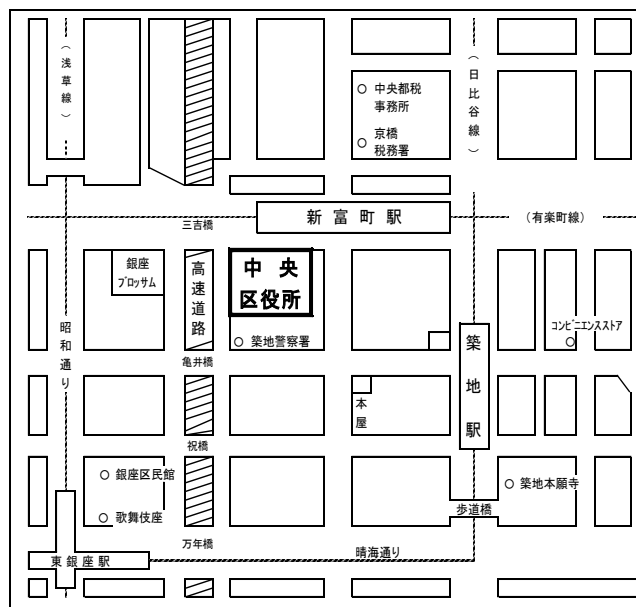 （浅草線）
（日比谷線）
中央都税
事務所
京橋
税務署
新富町駅
（有楽町線）
三吉橋
銀座
ブロッサム
高速道路
中央
区役所
築地警察署
昭和通り
亀井橋
築地駅
コンビニエンスストア
本屋
祝橋
銀座区民館
歌舞伎座
築地本願寺
歩道橋
万年橋
晴海通り
東銀座駅